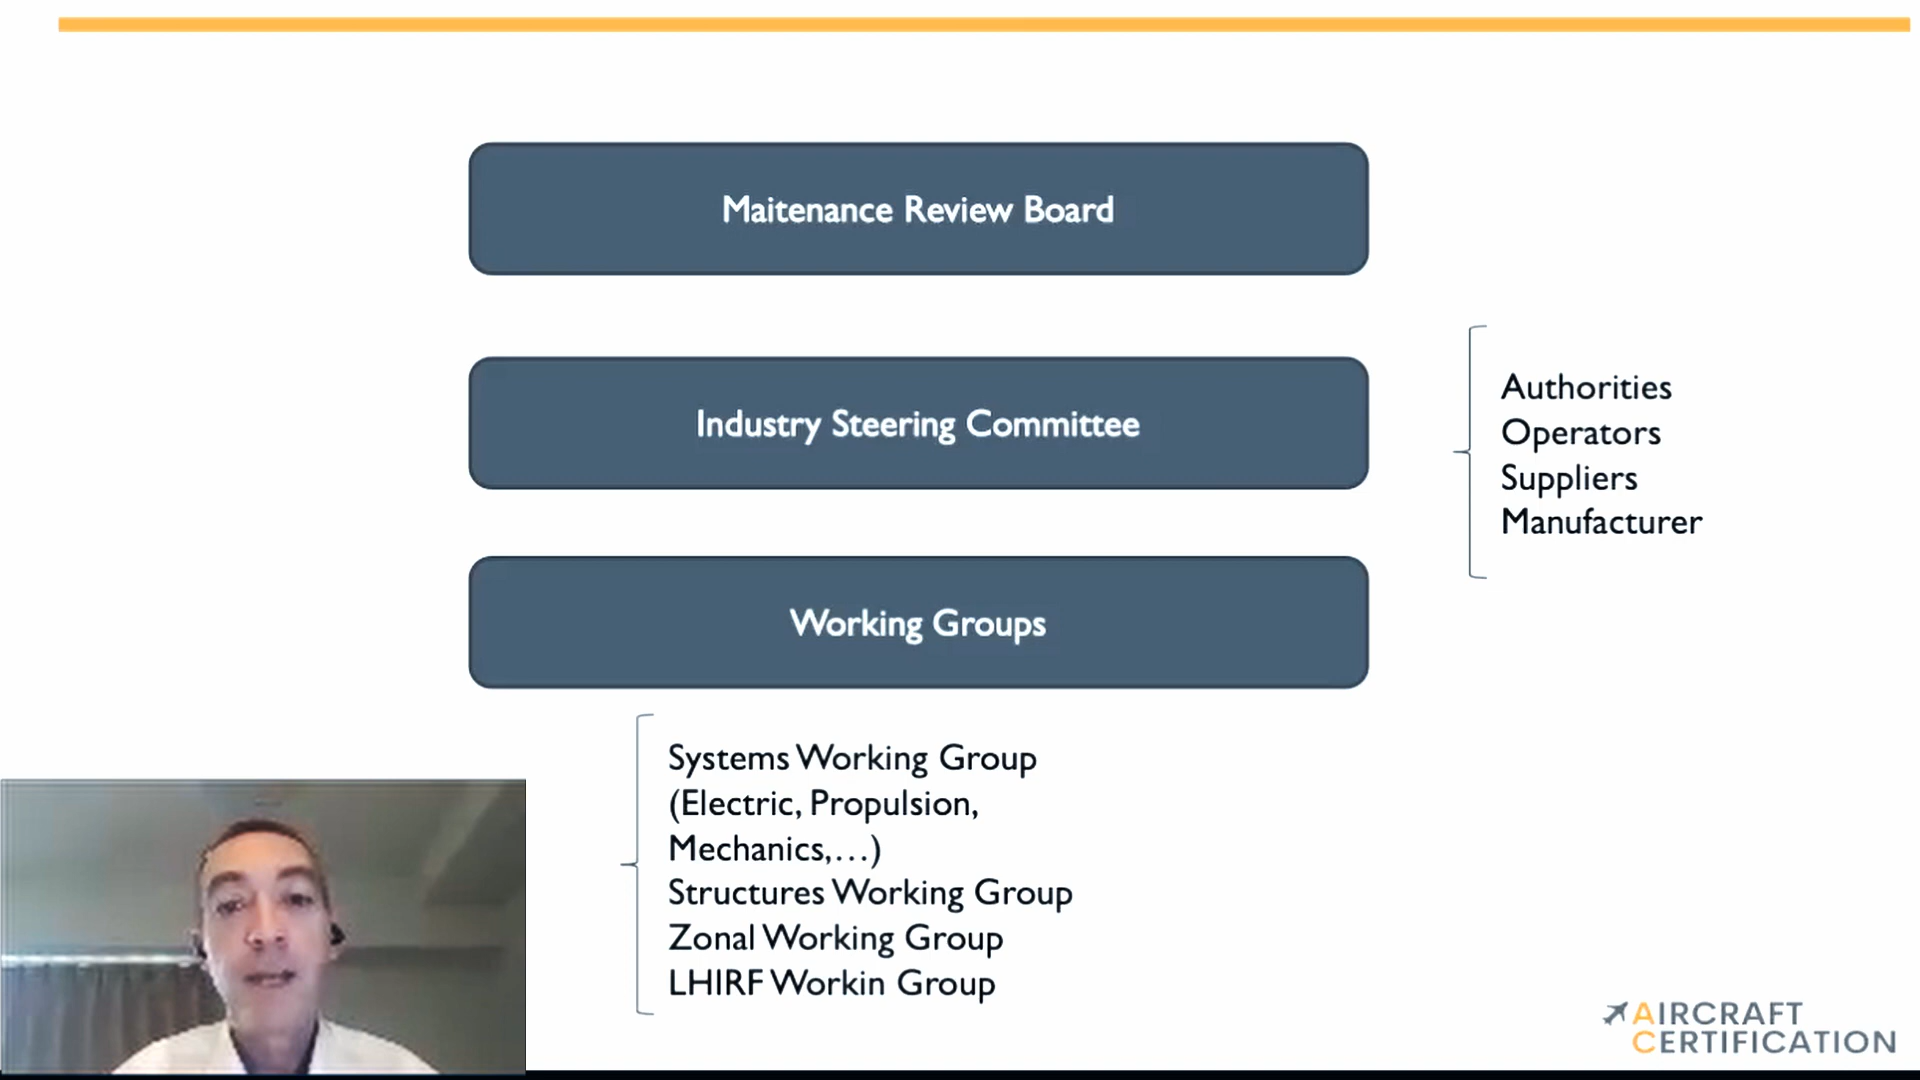 Maitenance Review Board
Industry Steering Committee
Authorities
Operators
Suppliers
Manufacturer
Working Groups
Systems Working Group
(Electric, Propulsion,
Mechanics,...)
Structures Working Group
Zonal Working Group
LHIRF Workin Group
AIRCRAFT
CERTIFICATION